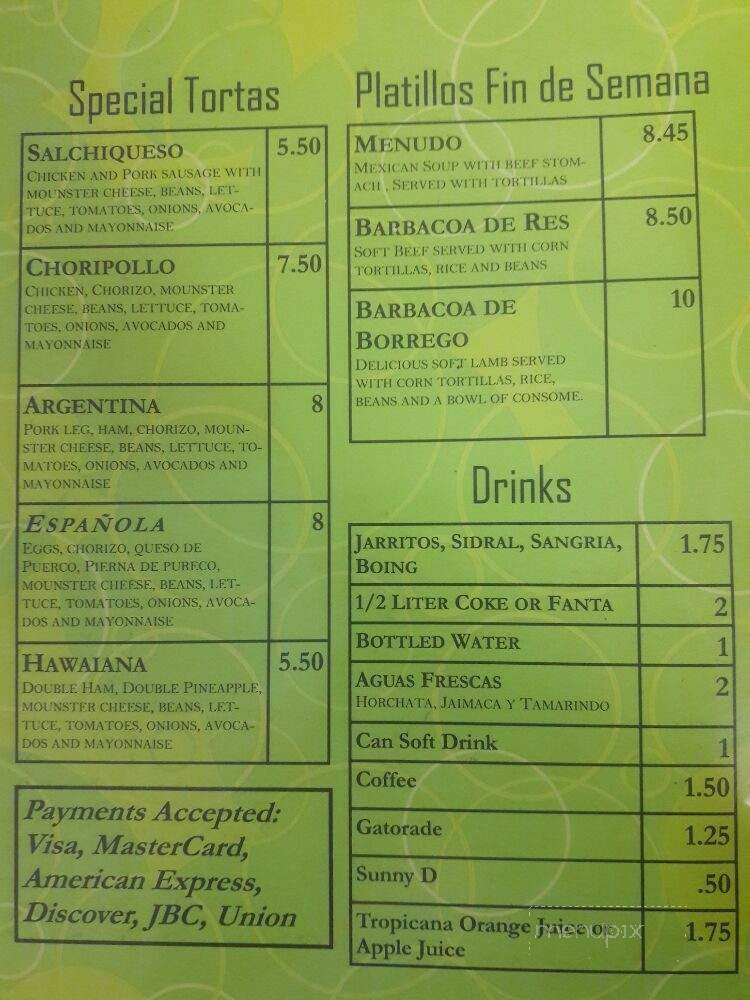 Special Tortas
SALCHIQUESO 5.50
CHICKEN AND PORK SAUSAGE WITH
MOUNSTER CHEESE, BEANS, LET-
TUCE, TOMATOES, ONIONS, AVOCA-
DOS AND MAYONNAISE
CHORIPOLLO 7.50
CHICKEN, CHORIZO, MOUNSTER
CHEESE, BEANS, LETTUCE, TOMA-
TOES, ONIONS, AVOCADOS AND
MAYONNAISE
ARGENTINA 8
PORK LEG, HAM, CHORIZO, MOUN-
STER CHEESE, BEANS, LETTUCE, TO-
MATOES, ONIONS, AVOCADOS AND
MAYONNAISE
ESPAÑOLA 8
EGGS, CHORIZO, QUESO DE
PUERCO, PIERNA DE PURECO,
MOUNSTER CHEESE, BEANS, LET-
TUCE, TOMATOES, ONIONS, AVOCA-
DOS AND MAYONNAISE
HAWAIANA 5.50
DOUBLE HAM, DOUBLE PINEAPPLE,
MOUNSTER CHEESE, BEANS, LET-
TUCE, TOMATOES, ONIONS, AVOCA-
DOS AND MAYONNAISE
Payments Accepted:
Visa, MasterCard,
American Express,
Discover, JBC, Union
Platillos Fin de Semana
MENUDO 8.45
MEXICAN SOUP WITH BEEF STOM-
ACH , SERVED WITH TORTILLAS
BARBACOA DE RES 8.50
SOFT BEEF SERVED WITH CORN
TORTILLAS, RICE AND BEANS
BARBACOA DE 10
BORREGO
DELICIOUS SOFT LAMB SERVED
WITH CORN TORTILLAS, RICE,
BEANS AND A BOWL OF CONSOME.
Drinks
JARRITOS, SIDRAL, SANGRIA, 1.75
BOING
1/2 LITER COKE OR FANTA 2
BOTTLED WATER 1
AGUAS FRESCAS 2
HORCHATA, JAIMACA Y TAMARINDO
Can Soft Drink 1
Coffee 1.50
Gatorade 1.25
Sunny D .50
Tropicana Orange Juice or 1.75
Apple Juice
menupix